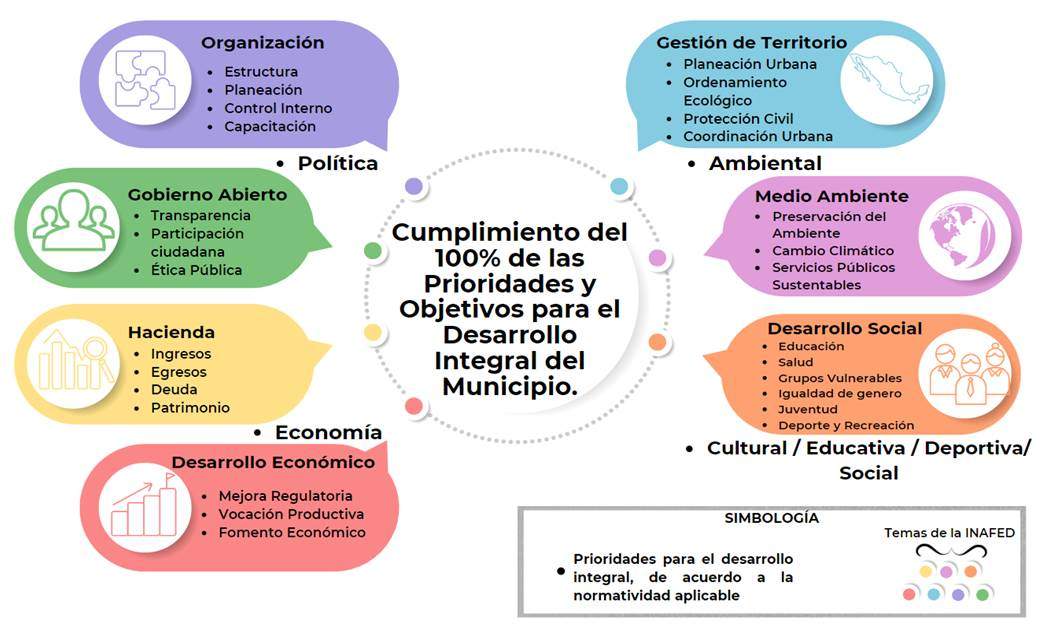 Organización
• Estructura
• Planeación
• Control Interno
• Capacitación
• Política
Gobierno Abierto
• Transparencia
• Participación
ciudadana
• Ética Pública
Hacienda
• Ingresos
• Egresos
• Deuda
• Patrimonio
• Economía
Desarrollo Económico
• Mejora Regulatoria
• Vocación Productiva
• Fomento Económico
Cumplimiento del
100% de las
Prioridades y
Objetivos para el
Desarrollo
Integral del
Municipio.
Gestión de Territorio
• Planeación Urbana
• Ordenamiento
Ecológico
• Protección Civil
• Coordinación Urbana
• Ambiental
Medio Ambiente
• Preservación del
Ambiente
• Cambio Climático
• Servicios Públicos
Sustentables
Desarrollo Social
• Educación
• Salud
• Grupos Vulnerables
• Igualdad de genero
• Juventud
• Deporte y Recreación
• Cultural / Educativa / Deportiva/
Social
SIMBOLOGÍA
• Prioridades para el desarrollo
integral, de acuerdo a la
normatividad aplicable
Temas de la INAFED